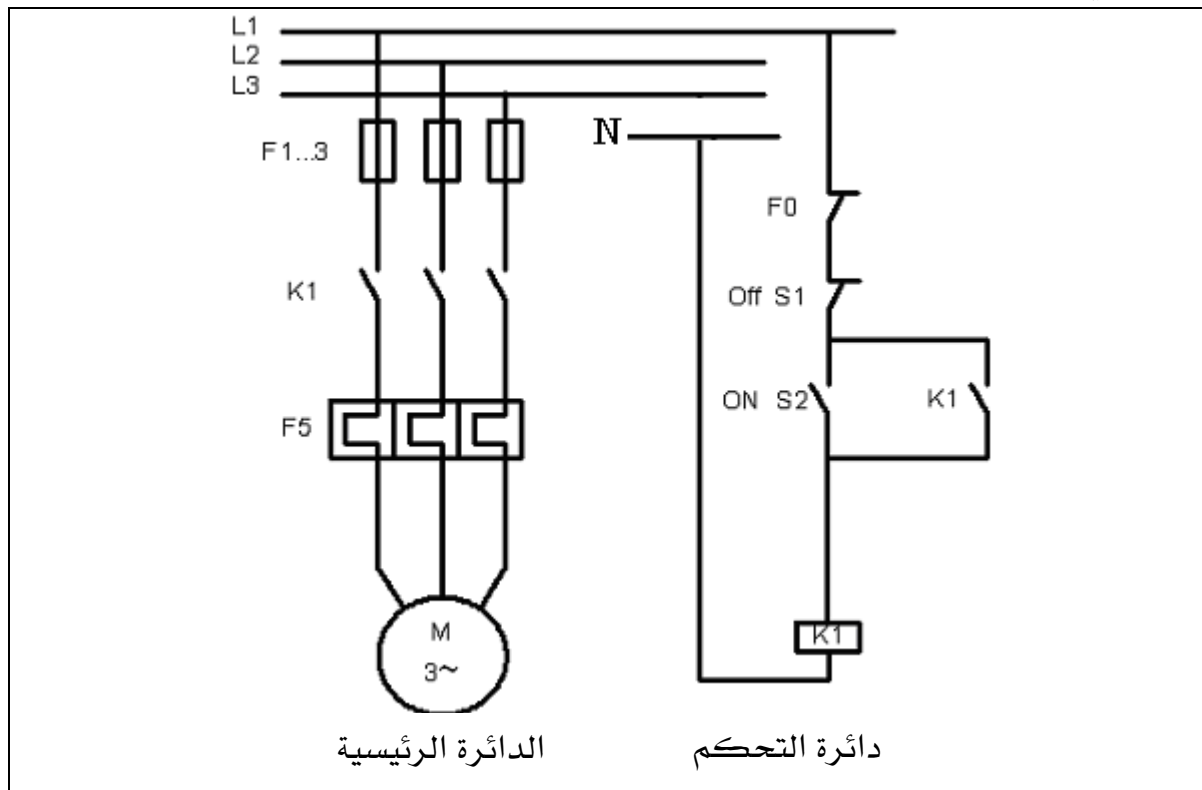 L1
L2
L3
N
F1...3
F0
K1
Off S1
ON S2
K1
F5
M
3~
K1
الدائرة الرئيسية
دائرة التحكم